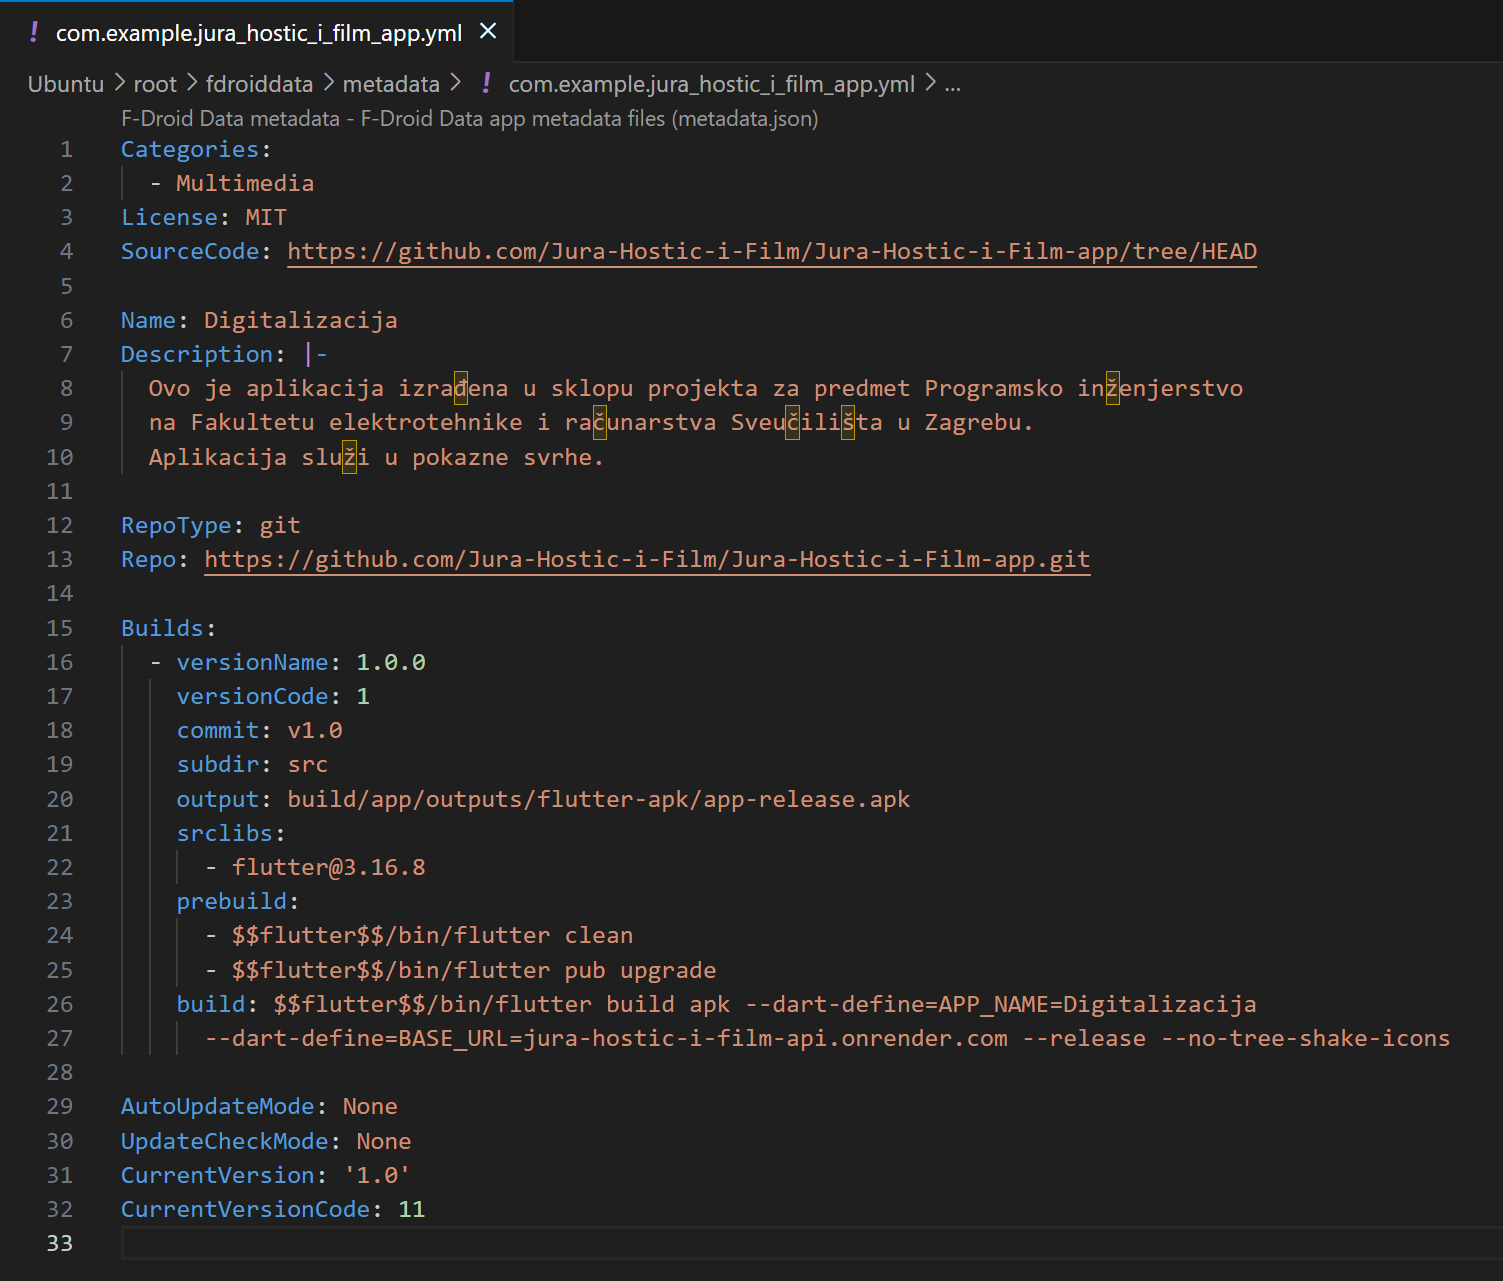 ! com.example.jura_hostic_i_film_app.yml ×
Ubuntu > root > fdroiddata > metadata > ! com.example.jura_hostic_i_film_app.yml > ...
F-Droid Data metadata - F-Droid Data app metadata files (metadata.json)
1 Categories:
2   - Multimedia
3 License: MIT
4 SourceCode: https://github.com/Jura-Hostic-i-Film/Jura-Hostic-i-Film-app/tree/HEAD
5
6 Name: Digitalizacija
7 Description: |-
8   Ovo je aplikacija izrađena u sklopu projekta za predmet Programsko inženjerstvo
9   na Fakultetu elektrotehnike i računarstva Sveučilišta u Zagrebu.
10   Aplikacija služi u pokazne svrhe.
11
12 RepoType: git
13 Repo: https://github.com/Jura-Hostic-i-Film/Jura-Hostic-i-Film-app.git
14
15 Builds:
16   - versionName: 1.0.0
17     versionCode: 1
18     commit: v1.0
19     subdir: src
20     output: build/app/outputs/flutter-apk/app-release.apk
21     srclibs:
22       - flutter@3.16.8
23     prebuild:
24       - $$flutter$$/bin/flutter clean
25       - $$flutter$$/bin/flutter pub upgrade
26     build: $$flutter$$/bin/flutter build apk --dart-define=APP_NAME=Digitalizacija
27       --dart-define=BASE_URL=jura-hostic-i-film-api.onrender.com --release --no-tree-shake-icons
28
29 AutoUpdateMode: None
30 UpdateCheckMode: None
31 CurrentVersion: '1.0'
32 CurrentVersionCode: 11
33